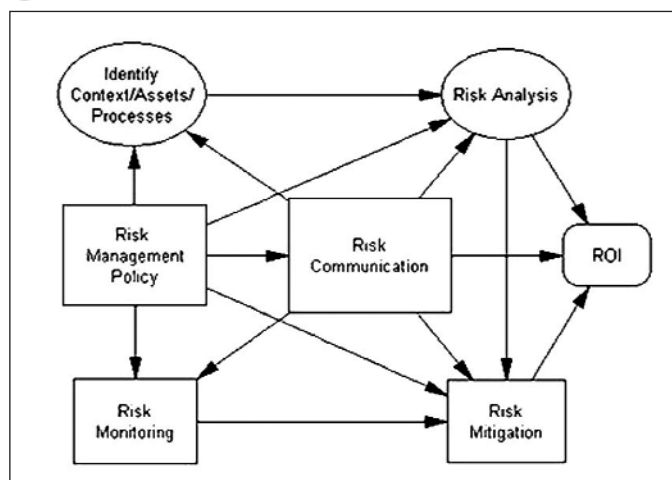 Identify
Context/Assets/
Processes
Risk Analysis
Risk
Management
Policy
Risk
Communication
ROI
Risk
Monitoring
Risk
Mitigation